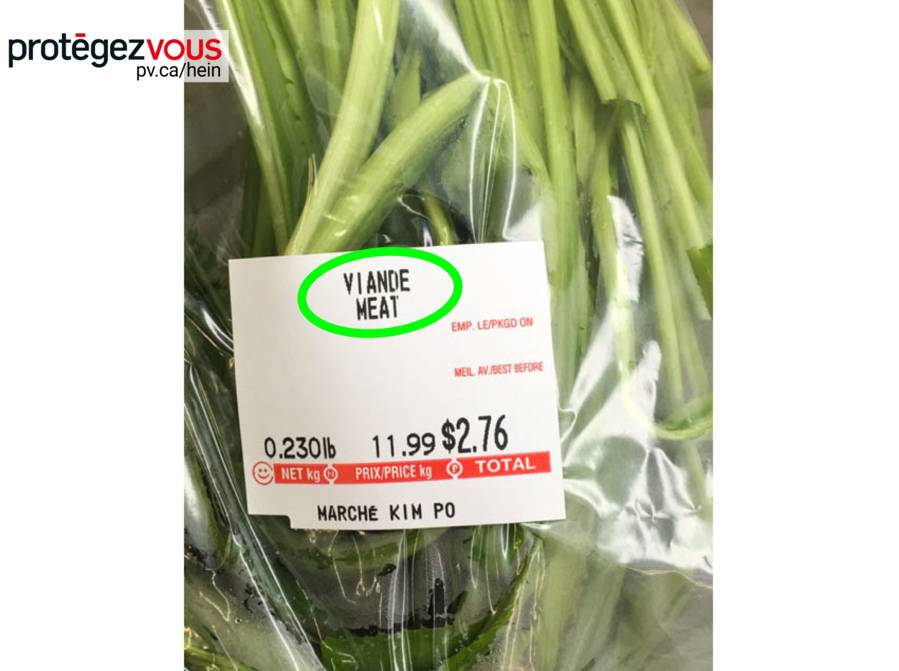 protégezvous
pv.ca/hein
VIANDE
MEAT
EMP. LE/PKGD ON
MEIL. AV./BEST BEFORE
0.230lb 11.99 $2.76
NET kg N PRIX/PRICE kg P TOTAL
MARCHÉ KIM PO